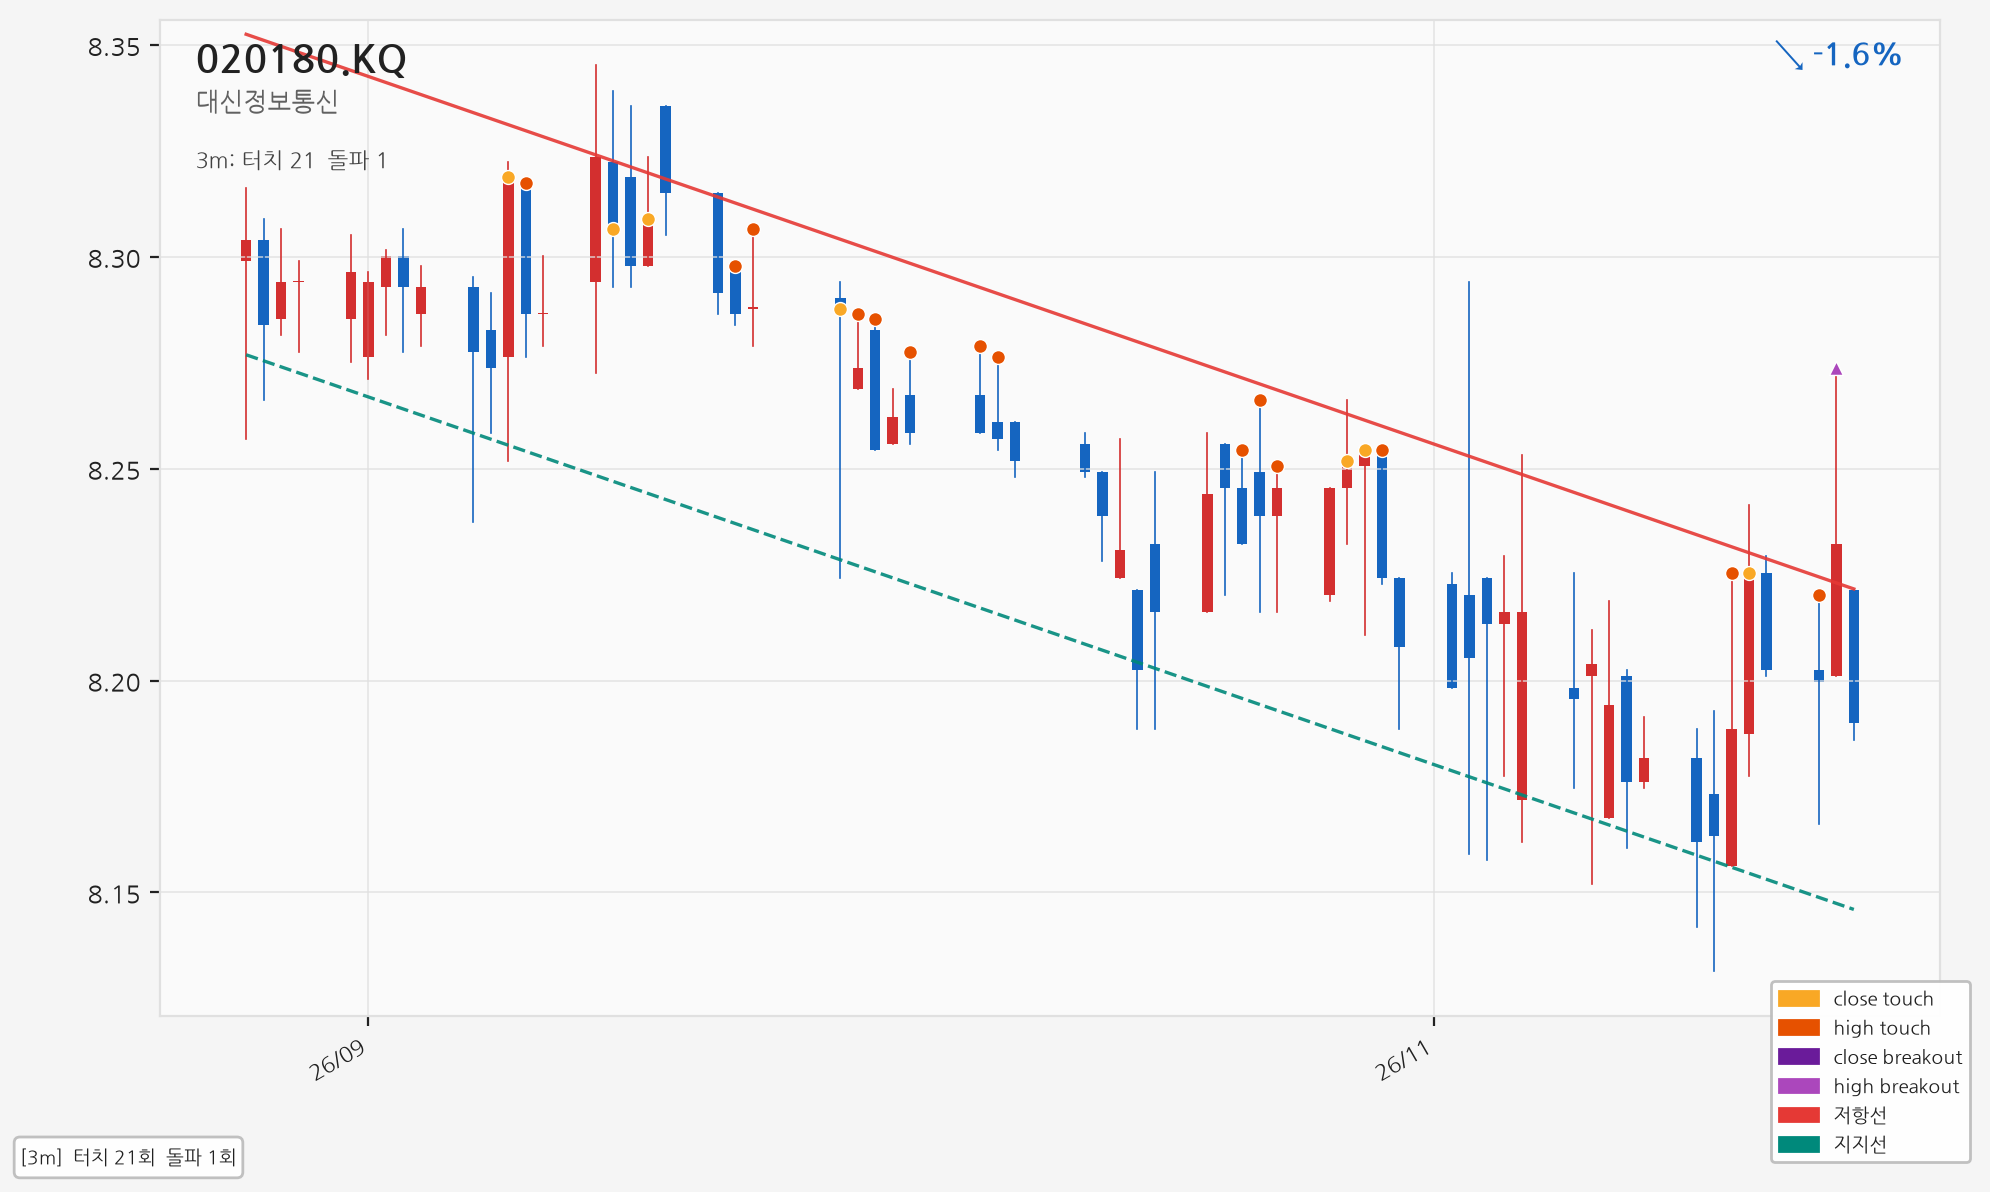 020180.KQ
대신정보통신
3m: 터치 21 돌파 1
-1.6%
8.35
8.30
8.25
8.20
8.15
26/09
26/11
close touch
high touch
close breakout
high breakout
저항선
지지선
[3m] 터치 21회 돌파 1회